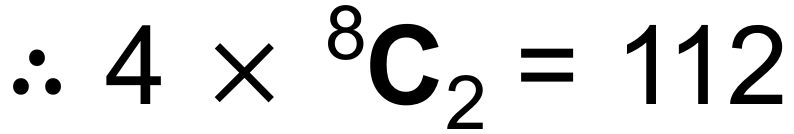 ∴ 4 × ⁸C₂ = 112